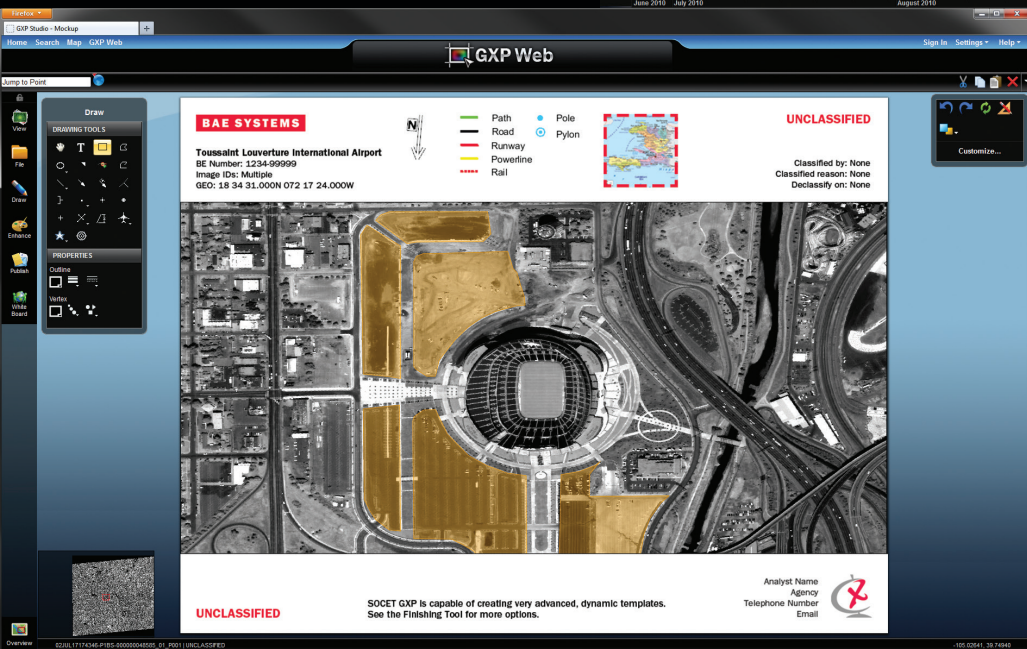 June 2010 July 2010 August 2010
Firefox
GXP Studio - Mockup
Home Search Map GXP Web
GXP Web
Sign In Settings Help
Jump to Point
View
File
Draw
Enhance
Publish
White
Board
Overview
Draw
DRAWING TOOLS
T
PROPERTIES
Outline
Vertex
BAE SYSTEMS
Toussaint Louverture International Airport
BE Number: 1234-99999
Image IDs: Multiple
GEO: 18 34 31.000N 072 17 24.000W
N
Path
Road
Runway
Powerline
Rail
Pole
Pylon
UNCLASSIFIED
Classified by: None
Classified reason: None
Declassify on: None
Customize...
UNCLASSIFIED
SOCET GXP is capable of creating very advanced, dynamic templates.
See the Finishing Tool for more options.
Analyst Name
Agency
Telephone Number
Email
02JUL17174346-P1BS-000000048585_01_P001 | UNCLASSIFIED
-105.02641, 39.74940